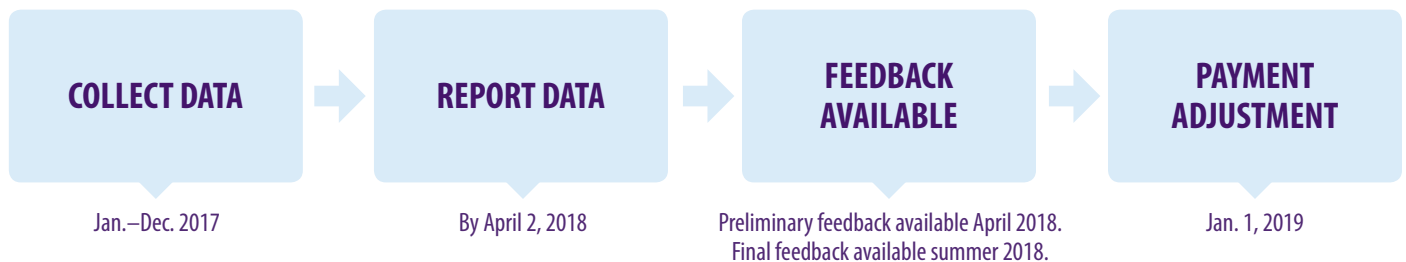 COLLECT DATA
Jan.–Dec. 2017
REPORT DATA
By April 2, 2018
FEEDBACK
AVAILABLE
Preliminary feedback available April 2018.
Final feedback available summer 2018.
PAYMENT
ADJUSTMENT
Jan. 1, 2019